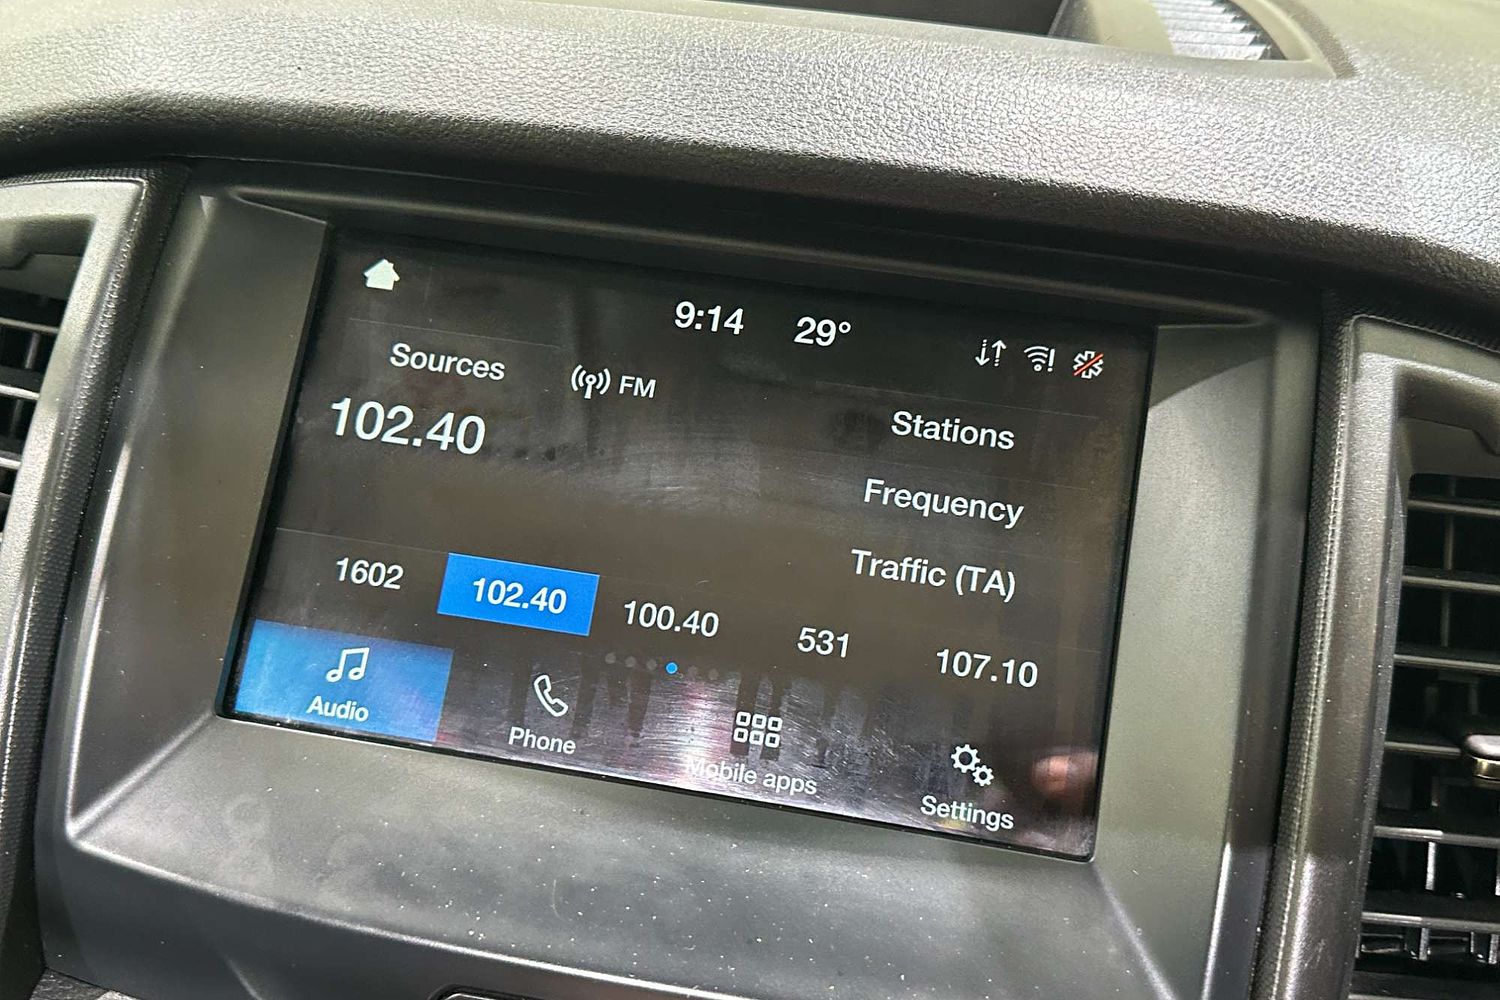 9:14 29°
Sources
FM
102.40
Stations
Frequency
Traffic (TA)
1602 102.40 100.40 531 107.10
Audio
Phone
Mobile apps
Settings